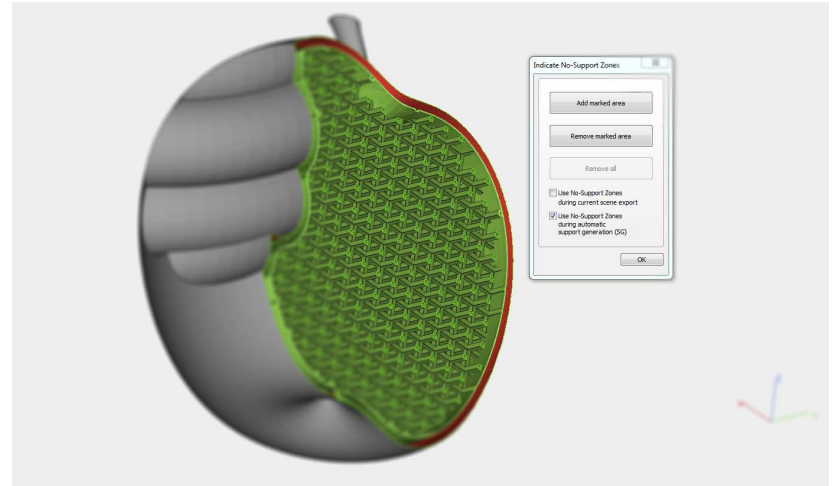 Indicate No-Support Zones
Add marked area
Remove marked area
Remove all
Use No-Support Zones
during current scene export
Use No-Support Zones
during automatic
support generation (SG)
OK